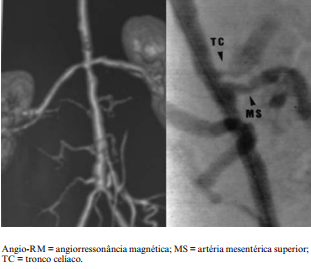 TC
MS
Angio-RM = angiorressonância magnética; MS = artéria mesentérica superior;
TC = tronco celíaco.